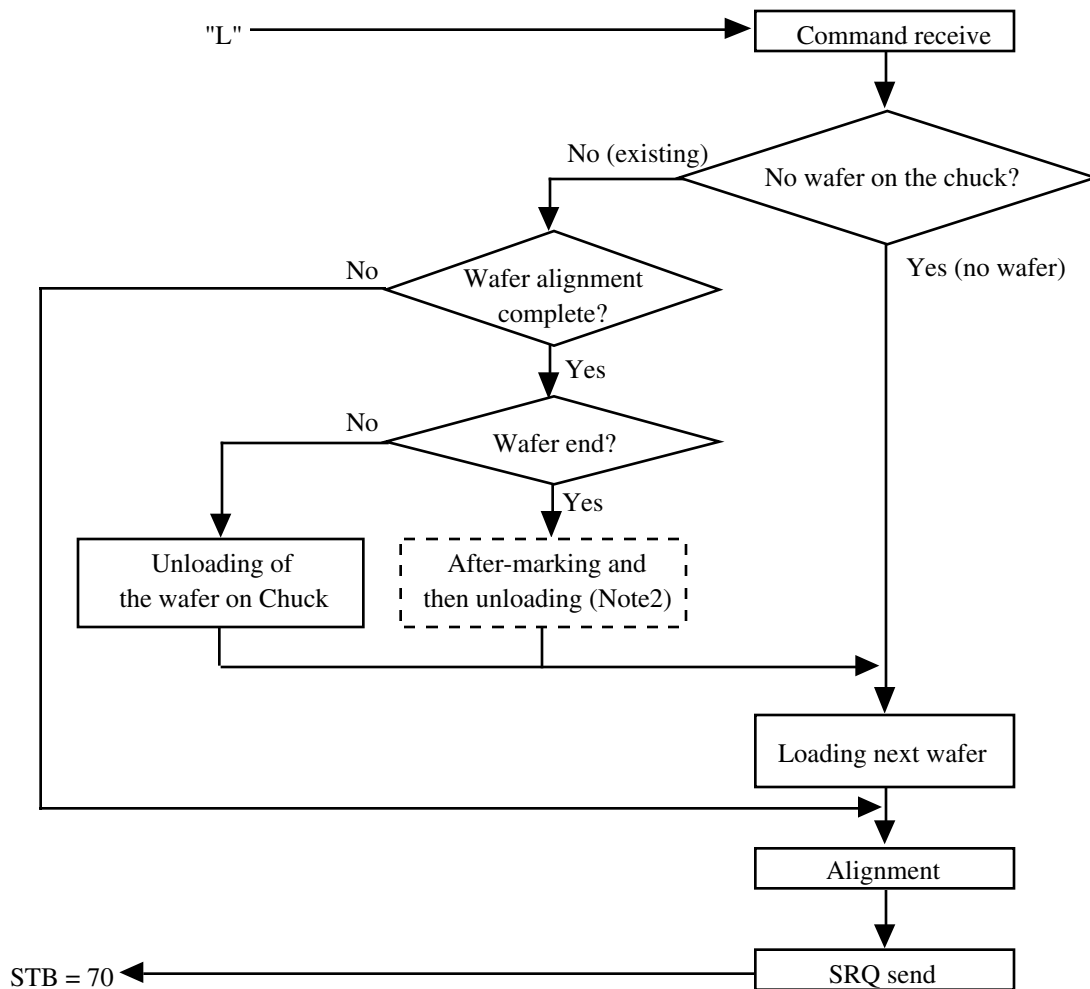 "L"
Command receive
No (existing)
No wafer on the chuck?
No
Wafer alignment
complete?
Yes (no wafer)
Yes
No
Wafer end?
Yes
Unloading of
the wafer on Chuck
After-marking and
then unloading (Note2)
Loading next wafer
Alignment
STB = 70
SRQ send